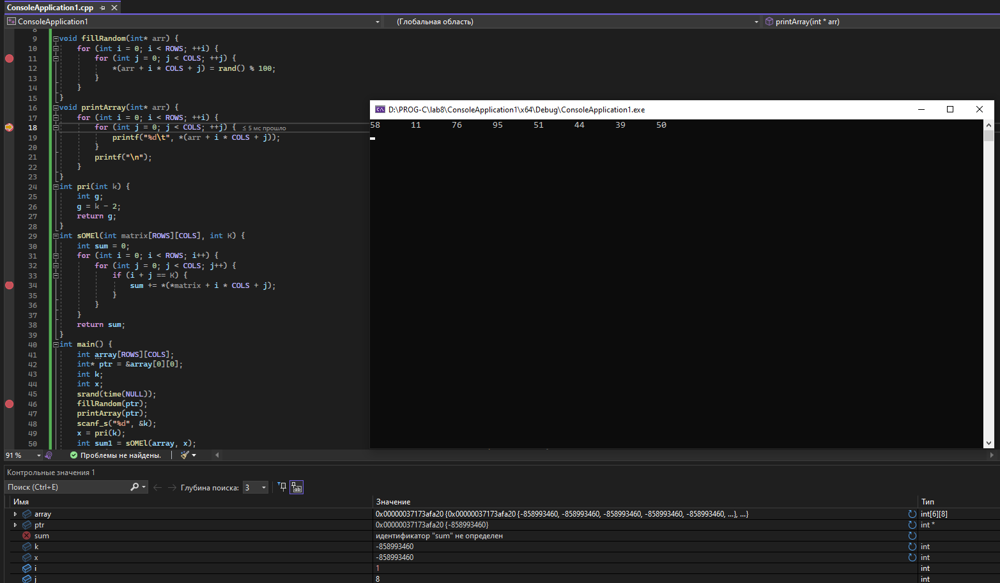 ConsoleApplication1.cpp
ConsoleApplication1 (Глобальная область) printArray(int * arr)
8
9 void fillRandom(int* arr) {
10 for (int i = 0; i < ROWS; ++i) {
11 for (int j = 0; j < COLS; ++j) {
12 *(arr + i * COLS + j) = rand() % 100;
13 }
14 }
15 }
16 void printArray(int* arr) {
17 for (int i = 0; i < ROWS; ++i) {
18 for (int j = 0; j < COLS; ++j) { ≤ 5 мс прошло
19 printf("%d\t", *(arr + i * COLS + j));
20 }
21 printf("\n");
22 }
23 }
24 int pri(int k) {
25 int g;
26 g = k - 2;
27 return g;
28 }
29 int sOMEl(int matrix[ROWS][COLS], int K) {
30 int sum = 0;
31 for (int i = 0; i < ROWS; i++) {
32 for (int j = 0; j < COLS; j++) {
33 if (i + j == K) {
34 sum += *(*matrix + i * COLS + j);
35 }
36 }
37 }
38 return sum;
39 }
40 int main() {
41 int array[ROWS][COLS];
42 int* ptr = &array[0][0];
43 int k;
44 int x;
45 srand(time(NULL));
46 fillRandom(ptr);
47 printArray(ptr);
48 scanf_s("%d", &k);
49 x = pri(k);
50 int sum1 = sOMEl(array, x);
D:\PROG-C\lab8\ConsoleApplication1\x64\Debug\ConsoleApplication1.exe
58 11 76 95 51 44 39 50
91 % Проблемы не найдены.
Контрольные значения 1
Поиск (Ctrl+E) Глубина поиска: 3
Имя Значение Тип
array 0x00000037173afa20 {0x00000037173afa20 {-858993460, -858993460, -858993460, -858993460, -858993460, ...}, ...} int[6][8]
ptr 0x00000037173afa20 {-858993460} int *
sum идентификатор "sum" не определен
k -858993460 int
x -858993460 int
i 1 int
j 8 int